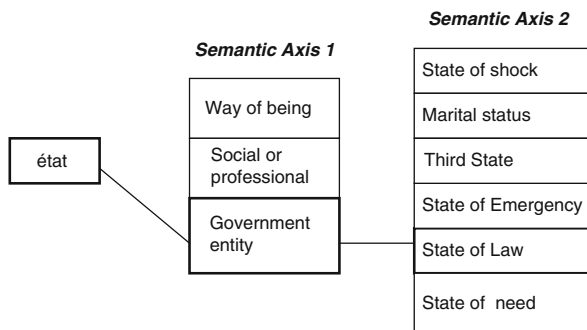 Semantic Axis 1
Semantic Axis 2
état
Way of being
Social or
professional
Government
entity
State of shock
Marital status
Third State
State of Emergency
State of Law
State of need